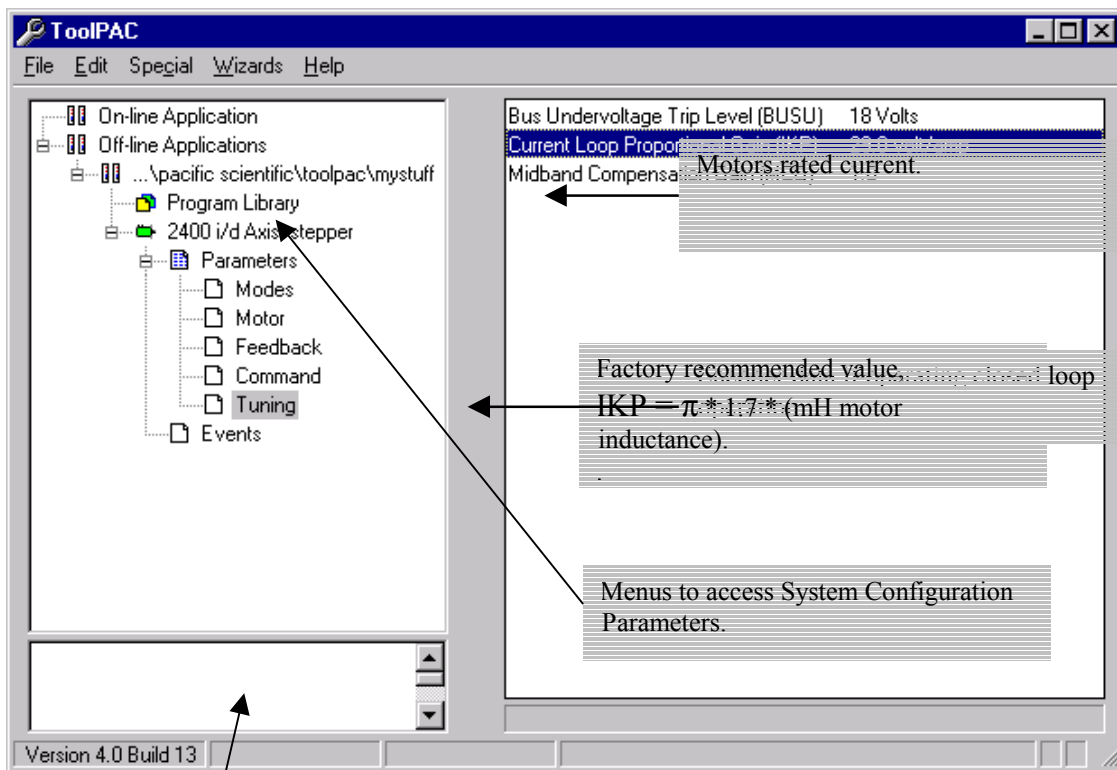 ToolPAC
File Edit Special Wizards Help
On-line Application
Off-line Applications
...\pacific scientific\toolpac\mystuff
Program Library
2400 i/d Axis stepper
Parameters
Modes
Motor
Feedback
Command
Tuning
Events
Bus Undervoltage Trip Level (BUSU) 18 Volts
Current Loop Proportional Gain (IKP)
Midband Compensa
Motors rated current.
Factory recommended value, closed loop
IKP = π * 1.7 * (mH motor
inductance).
.
Menus to access System Configuration
Parameters.
Version 4.0 Build 13